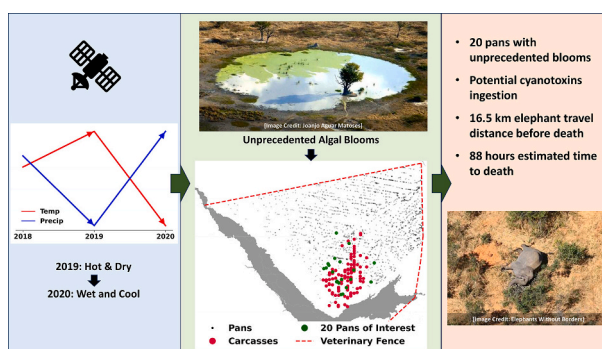 Temp
Precip
2018
2019
2020
2019: Hot & Dry
2020: Wet and Cool
[Image Credit: Joanjo Aguar Matoses]
Unprecedented Algal Blooms
Pans
20 Pans of Interest
Carcasses
Veterinary Fence
• 20 pans with
unprecedented blooms
• Potential cyanotoxins
ingestion
• 16.5 km elephant travel
distance before death
• 88 hours estimated time
to death
[Image Credit: Elephants Without Borders]